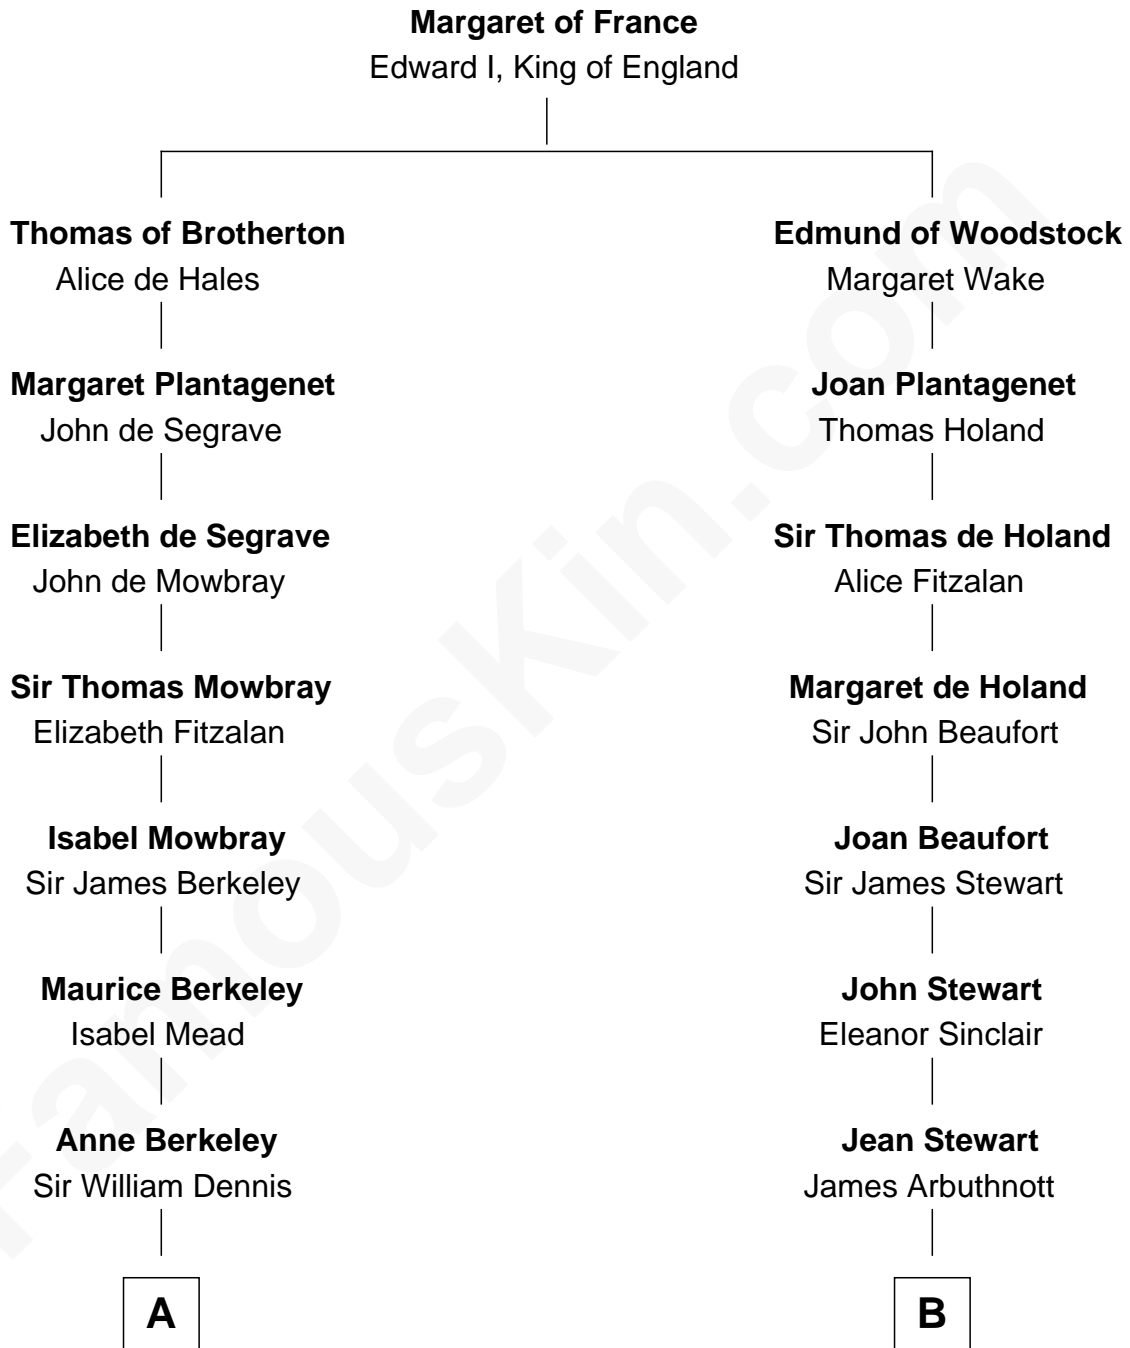 Margaret of France
Edward I, King of England
Thomas of Brotherton
Alice de Hales
Edmund of Woodstock
Margaret Wake
Margaret Plantagenet
John de Segrave
Joan Plantagenet
Thomas Holand
Elizabeth de Segrave
John de Mowbray
Sir Thomas de Holand
Alice Fitzalan
Sir Thomas Mowbray
Elizabeth Fitzalan
Margaret de Holand
Sir John Beaufort
Isabel Mowbray
Sir James Berkeley
Joan Beaufort
Sir James Stewart
Maurice Berkeley
Isabel Mead
John Stewart
Eleanor Sinclair
Anne Berkeley
Sir William Dennis
Jean Stewart
James Arbuthnott
A
B
FamousKin.com